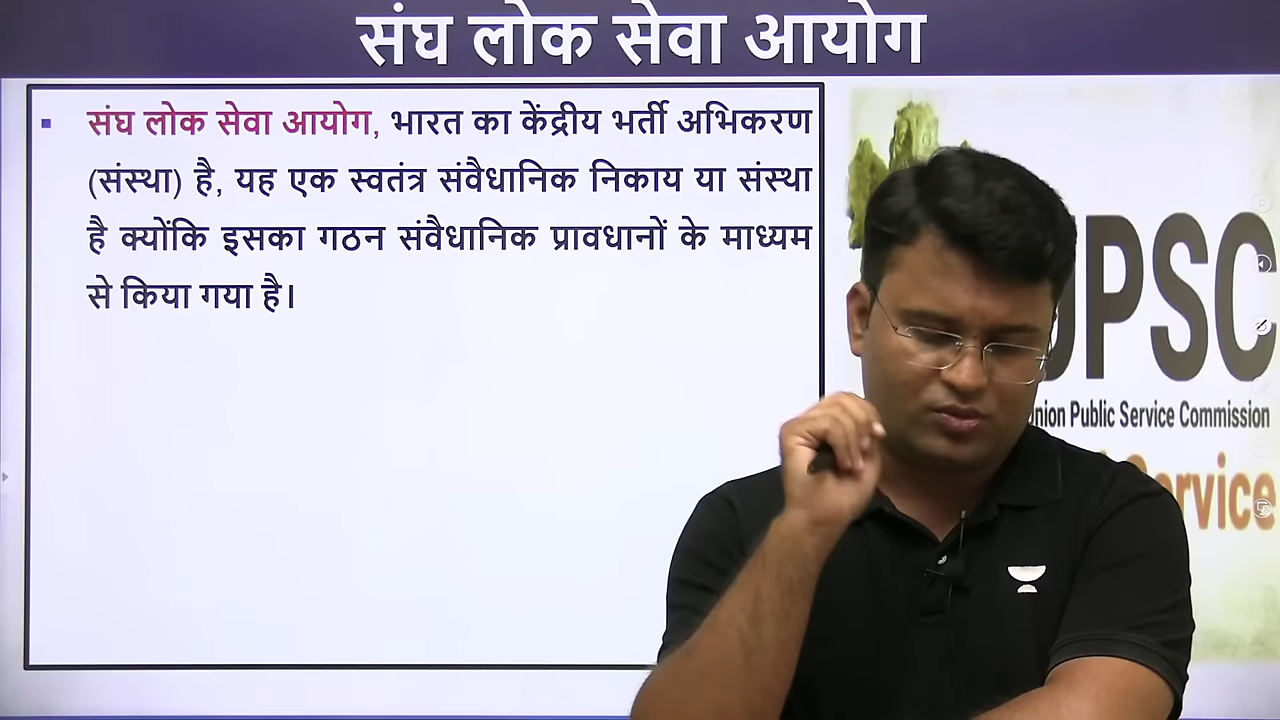 संघ लोक सेवा आयोग
▪ संघ लोक सेवा आयोग, भारत का केंद्रीय भर्ती अभिकरण
(संस्था) है, यह एक स्वतंत्र संवैधानिक निकाय या संस्था
है क्योंकि इसका गठन संवैधानिक प्रावधानों के माध्यम
से किया गया है।
UPSC
Union Public Service Commission